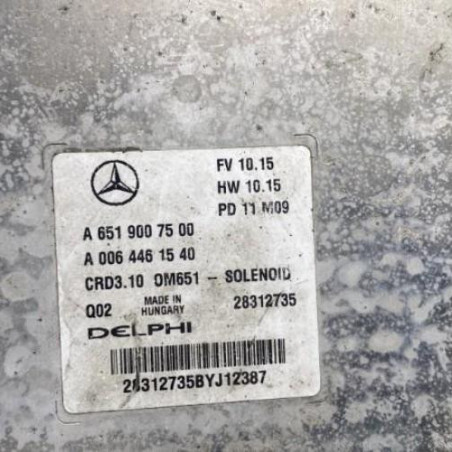 FV 10.15
HW 10.15
PD 11 M09
A 651 900 75 00
A 006 446 15 40
CRD3.10 OM651 - SOLENOID
Q02 MADE IN HUNGARY 28312735
DELPHI
28312735BYJ12387